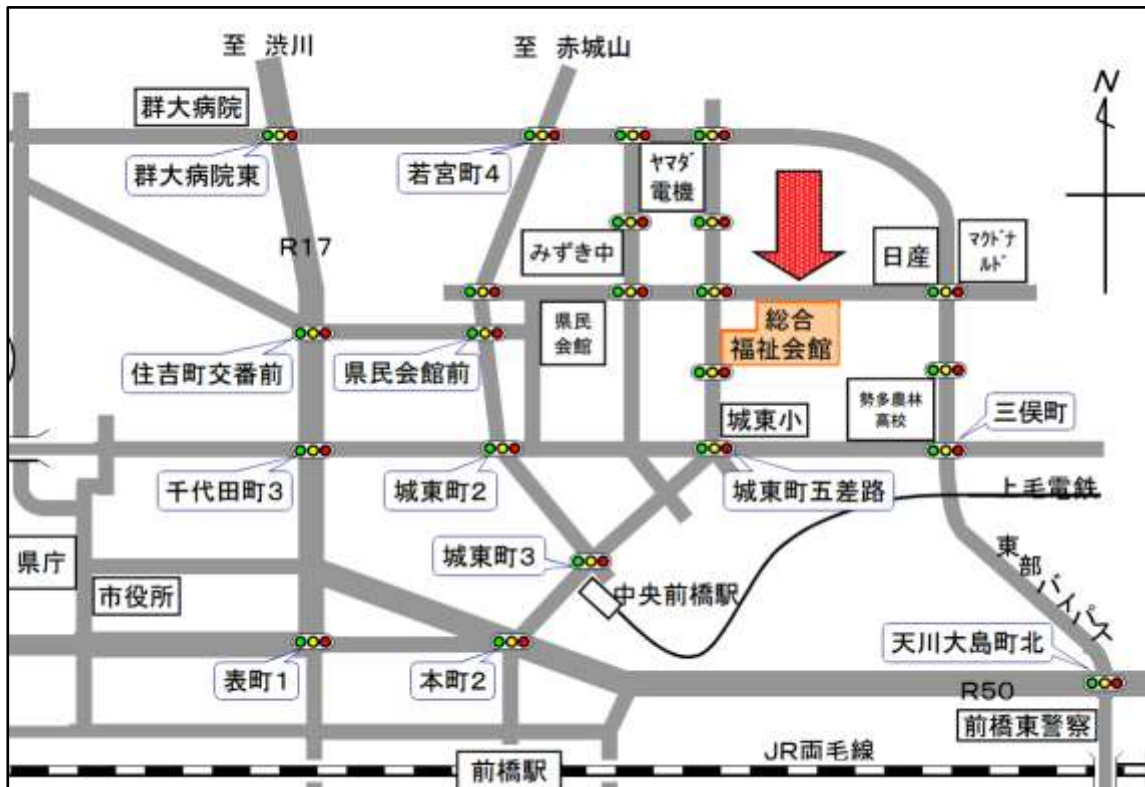 至 渋川
至 赤城山
N
群大病院
群大病院東
若宮町4
ヤマダ
電機
R17
みずき中
日産
マクドナ
ルド
県民
会館
総合
福祉会館
住吉町交番前
県民会館前
勢多農林
高校
三俣町
城東小
千代田町3
城東町2
城東町五差路
上毛電鉄
県庁
城東町3
東部バイパス
市役所
中央前橋駅
天川大島町北
表町1
本町2
R50
前橋東警察
JR両毛線
前橋駅